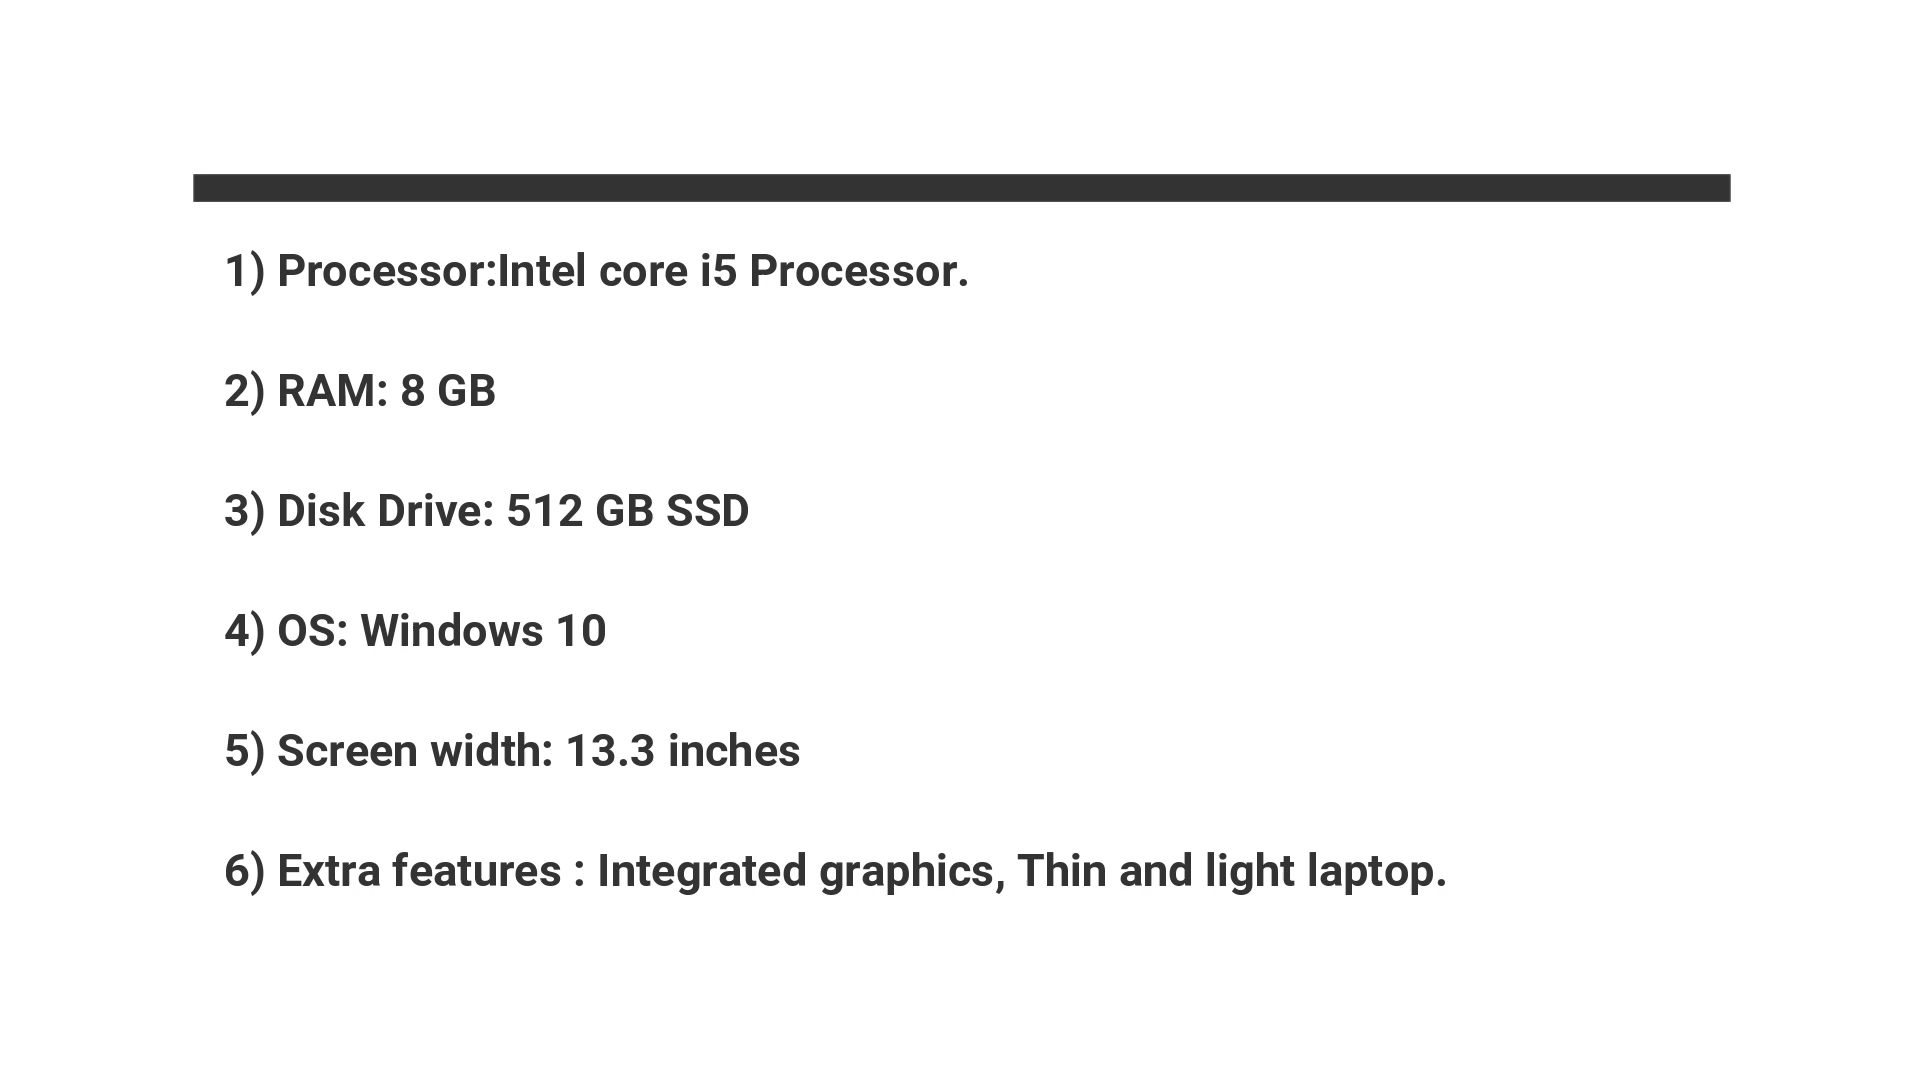 1) Processor:Intel core i5 Processor.
2) RAM: 8 GB
3) Disk Drive: 512 GB SSD
4) OS: Windows 10
5) Screen width: 13.3 inches
6) Extra features : Integrated graphics, Thin and light laptop.